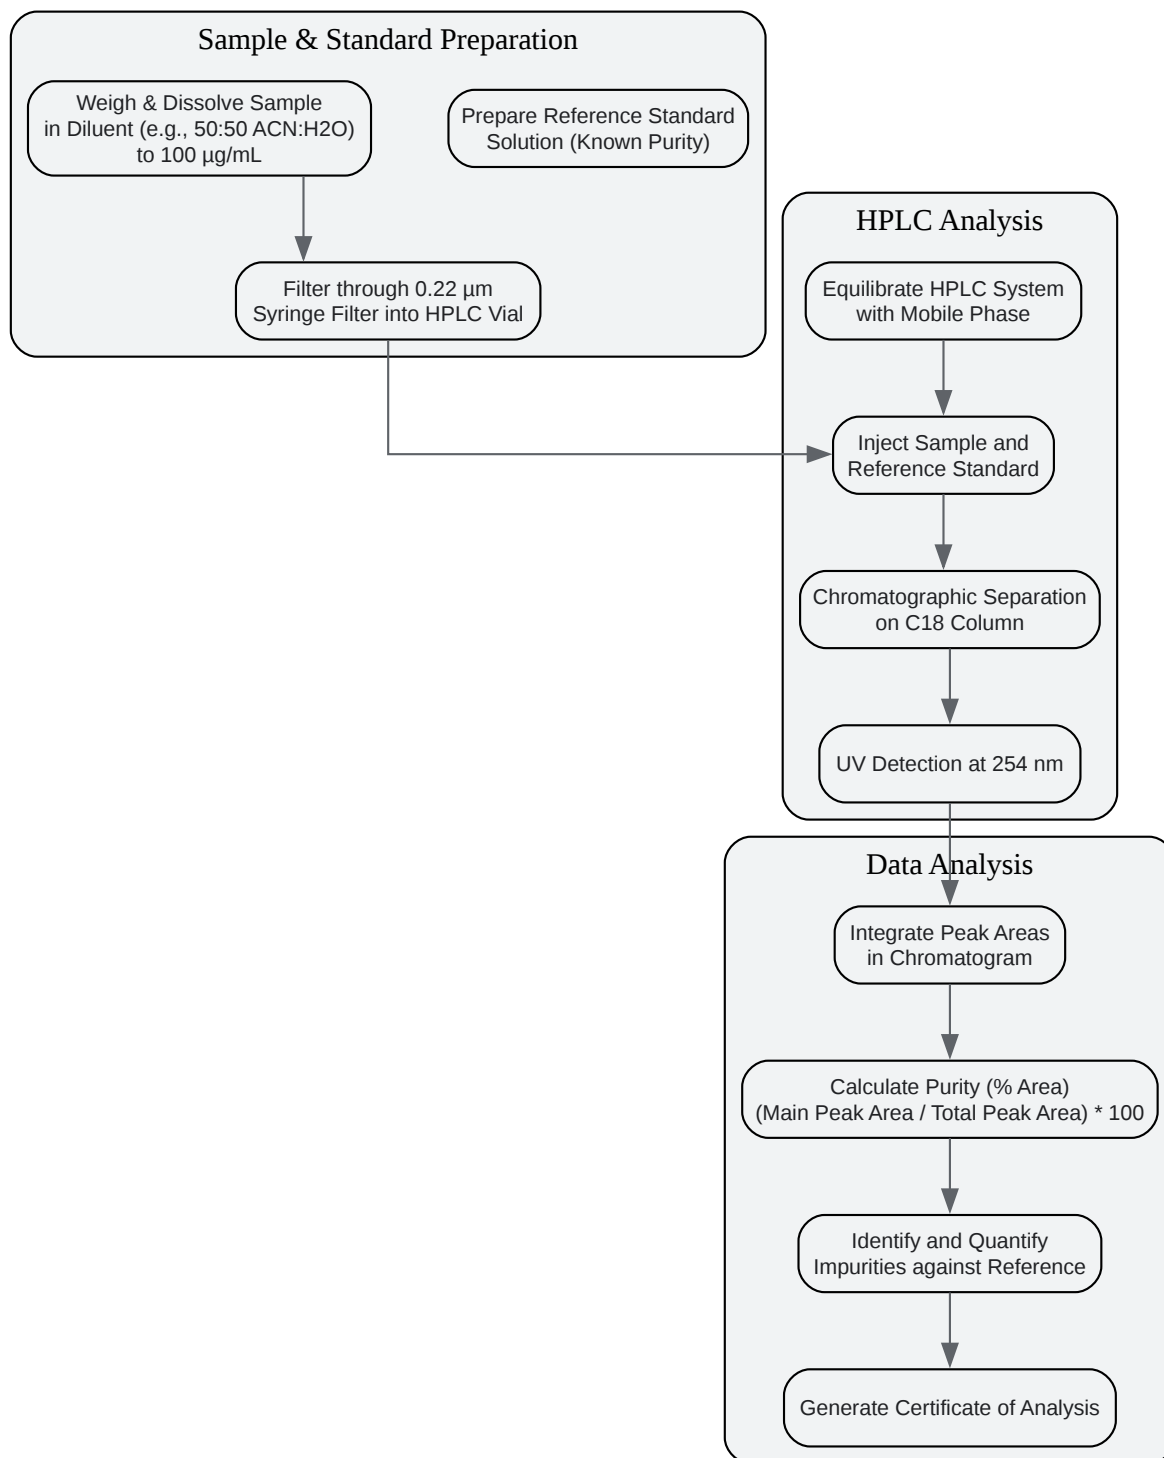 Sample & Standard Preparation
Weigh & Dissolve Sample
in Diluent (e.g., 50:50 ACN:H2O)
to 100 µg/mL
Prepare Reference Standard
Solution (Known Purity)
Filter through 0.22 µm
Syringe Filter into HPLC Vial
HPLC Analysis
Equilibrate HPLC System
with Mobile Phase
Inject Sample and
Reference Standard
Chromatographic Separation
on C18 Column
UV Detection at 254 nm
Data Analysis
Integrate Peak Areas
in Chromatogram
Calculate Purity (% Area)
(Main Peak Area / Total Peak Area) * 100
Identify and Quantify
Impurities against Reference
Generate Certificate of Analysis